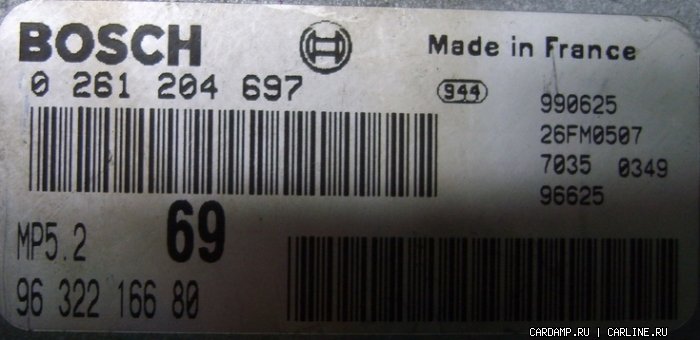 BOSCH
Made in France
0 261 204 697
944
990625
26FM0507
7035 0349
96625
MP5.2
69
96 322 166 80
CARDAMP.RU | CARLINE.RU